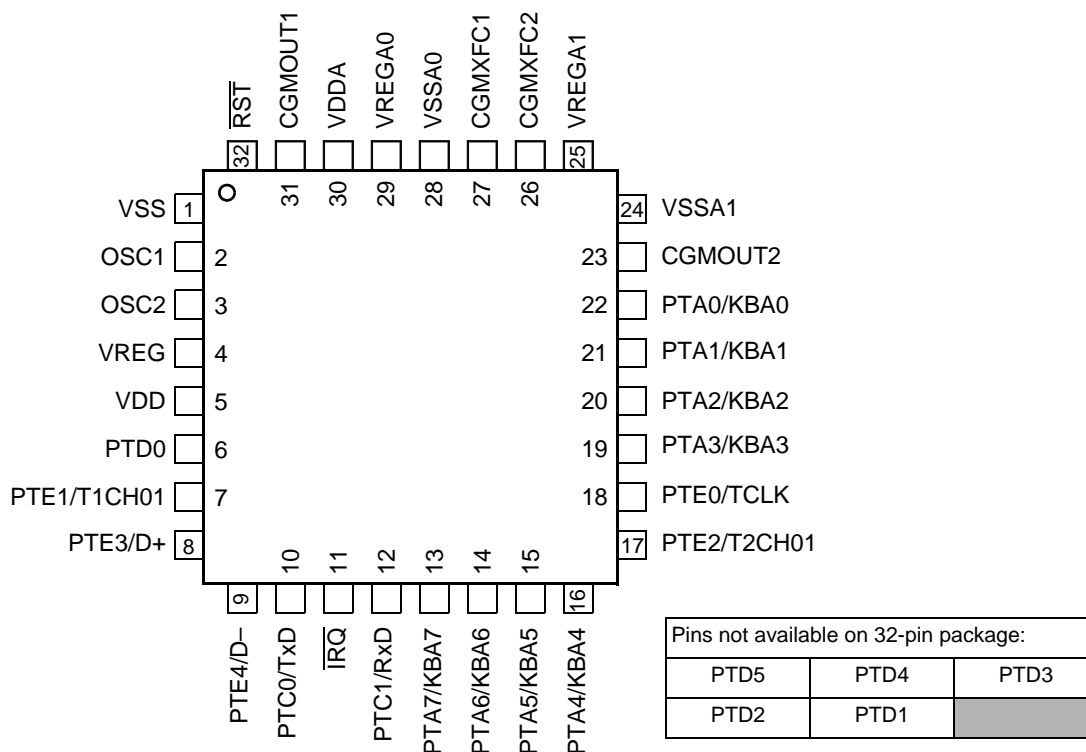 RST
CGMOUT1
VDDA
VREGA0
VSSA0
CGMXFC1
CGMXFC2
VREGA1
32
31
30
29
28
27
26
25
VSS 1
OSC1 2
OSC2 3
VREG 4
VDD 5
PTD0 6
PTE1/T1CH01 7
PTE3/D+ 8
24 VSSA1
23 CGMOUT2
22 PTA0/KBA0
21 PTA1/KBA1
20 PTA2/KBA2
19 PTA3/KBA3
18 PTE0/TCLK
17 PTE2/T2CH01
9
10
11
12
13
14
15
16
PTE4/D–
PTC0/TxD
IRQ
PTC1/RxD
PTA7/KBA7
PTA6/KBA6
PTA5/KBA5
PTA4/KBA4
Pins not available on 32-pin package:
PTD5 PTD4 PTD3
PTD2 PTD1